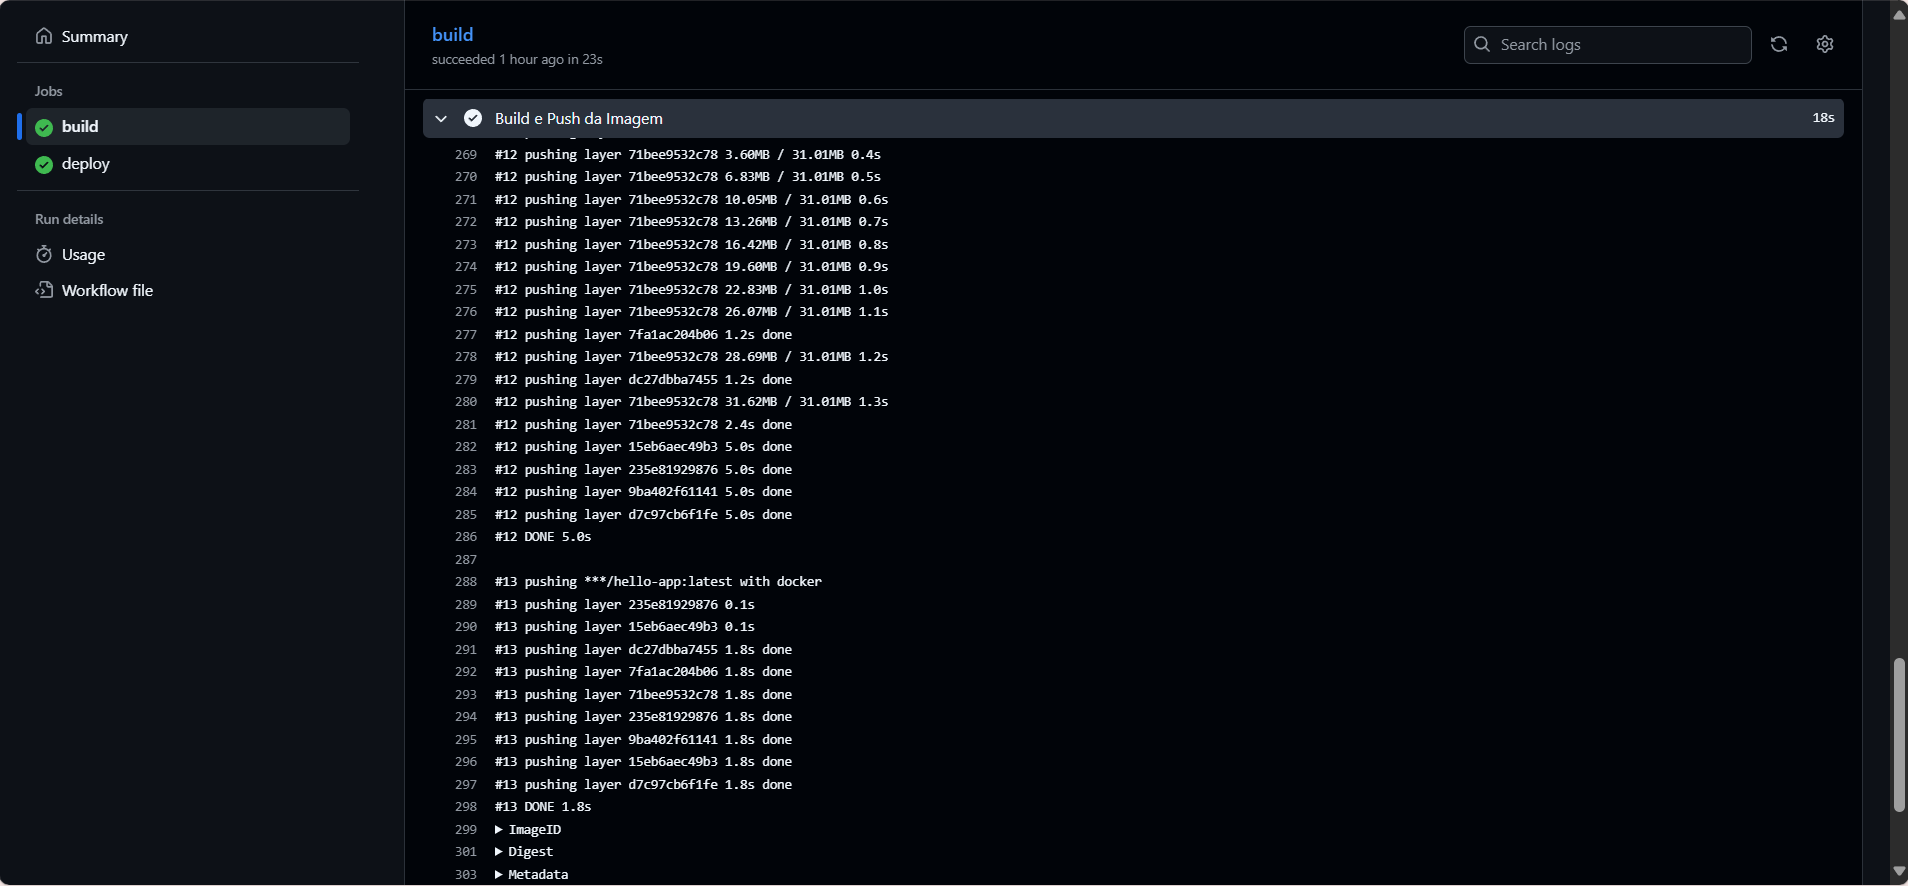 Summary
Jobs
build
deploy
Run details
Usage
Workflow file
build
succeeded 1 hour ago in 23s
Search logs
Build e Push da Imagem
18s
269 #12 pushing layer 71bee9532c78 3.60MB / 31.01MB 0.4s
270 #12 pushing layer 71bee9532c78 6.83MB / 31.01MB 0.5s
271 #12 pushing layer 71bee9532c78 10.05MB / 31.01MB 0.6s
272 #12 pushing layer 71bee9532c78 13.26MB / 31.01MB 0.7s
273 #12 pushing layer 71bee9532c78 16.42MB / 31.01MB 0.8s
274 #12 pushing layer 71bee9532c78 19.60MB / 31.01MB 0.9s
275 #12 pushing layer 71bee9532c78 22.83MB / 31.01MB 1.0s
276 #12 pushing layer 71bee9532c78 26.07MB / 31.01MB 1.1s
277 #12 pushing layer 7fa1ac204b06 1.2s done
278 #12 pushing layer 71bee9532c78 28.69MB / 31.01MB 1.2s
279 #12 pushing layer dc27dbba7455 1.2s done
280 #12 pushing layer 71bee9532c78 31.62MB / 31.01MB 1.3s
281 #12 pushing layer 71bee9532c78 2.4s done
282 #12 pushing layer 15eb6aec49b3 5.0s done
283 #12 pushing layer 235e81929876 5.0s done
284 #12 pushing layer 9ba402f61141 5.0s done
285 #12 pushing layer d7c97cb6f1fe 5.0s done
286 #12 DONE 5.0s
287
288 #13 pushing ***/hello-app:latest with docker
289 #13 pushing layer 235e81929876 0.1s
290 #13 pushing layer 15eb6aec49b3 0.1s
291 #13 pushing layer dc27dbba7455 1.8s done
292 #13 pushing layer 7fa1ac204b06 1.8s done
293 #13 pushing layer 71bee9532c78 1.8s done
294 #13 pushing layer 235e81929876 1.8s done
295 #13 pushing layer 9ba402f61141 1.8s done
296 #13 pushing layer 15eb6aec49b3 1.8s done
297 #13 pushing layer d7c97cb6f1fe 1.8s done
298 #13 DONE 1.8s
299 ▶ ImageID
301 ▶ Digest
303 ▶ Metadata